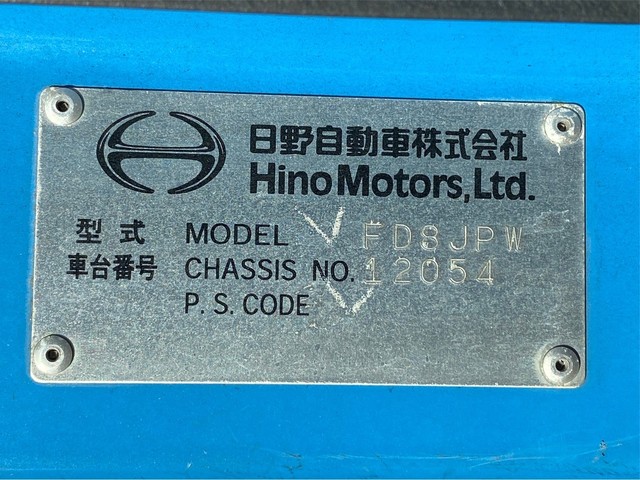 日野自動車株式会社
Hino Motors, Ltd.
型式 MODEL FD8JPW
車台番号 CHASSIS NO. 12054
P.S.CODE